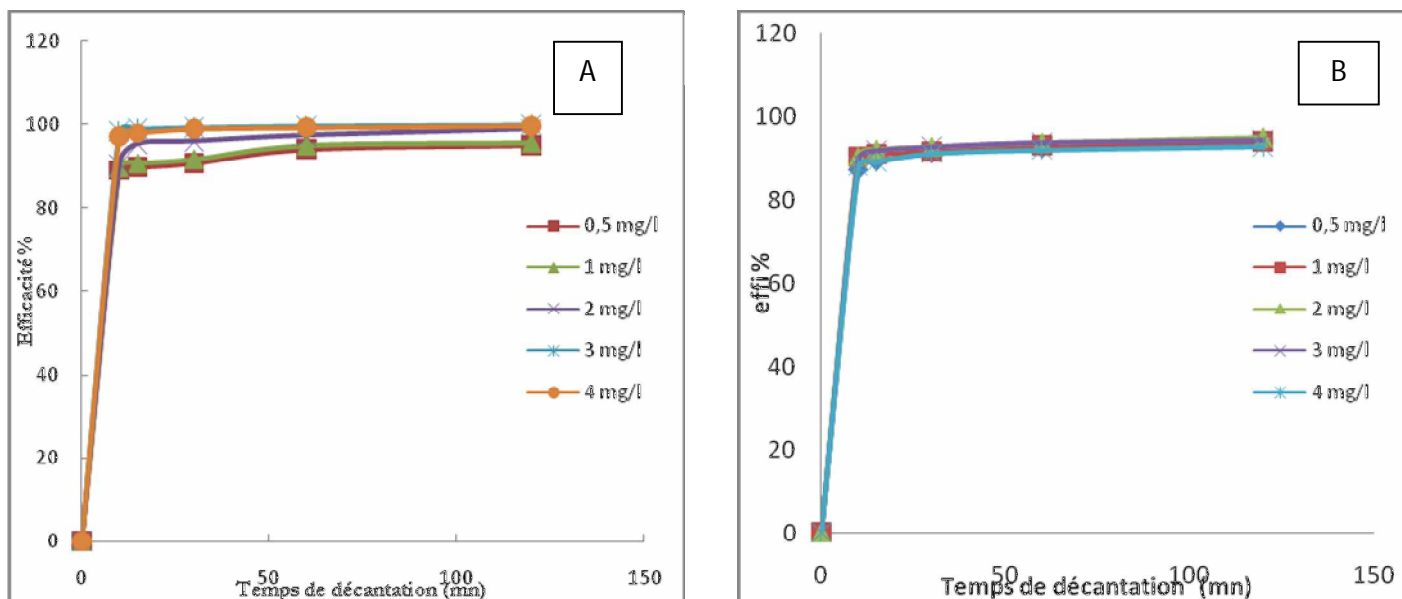 A
Efficacité %
120
100
80
60
40
20
0
0
50
100
150
Temps de décantation (mn)
0,5 mg/l
1 mg/l
2 mg/l
3 mg/l
4 mg/l
B
effi %
120
100
80
60
40
20
0
0
50
100
150
Temps de décantation (mn)
0,5 mg/l
1 mg/l
2 mg/l
3 mg/l
4 mg/l